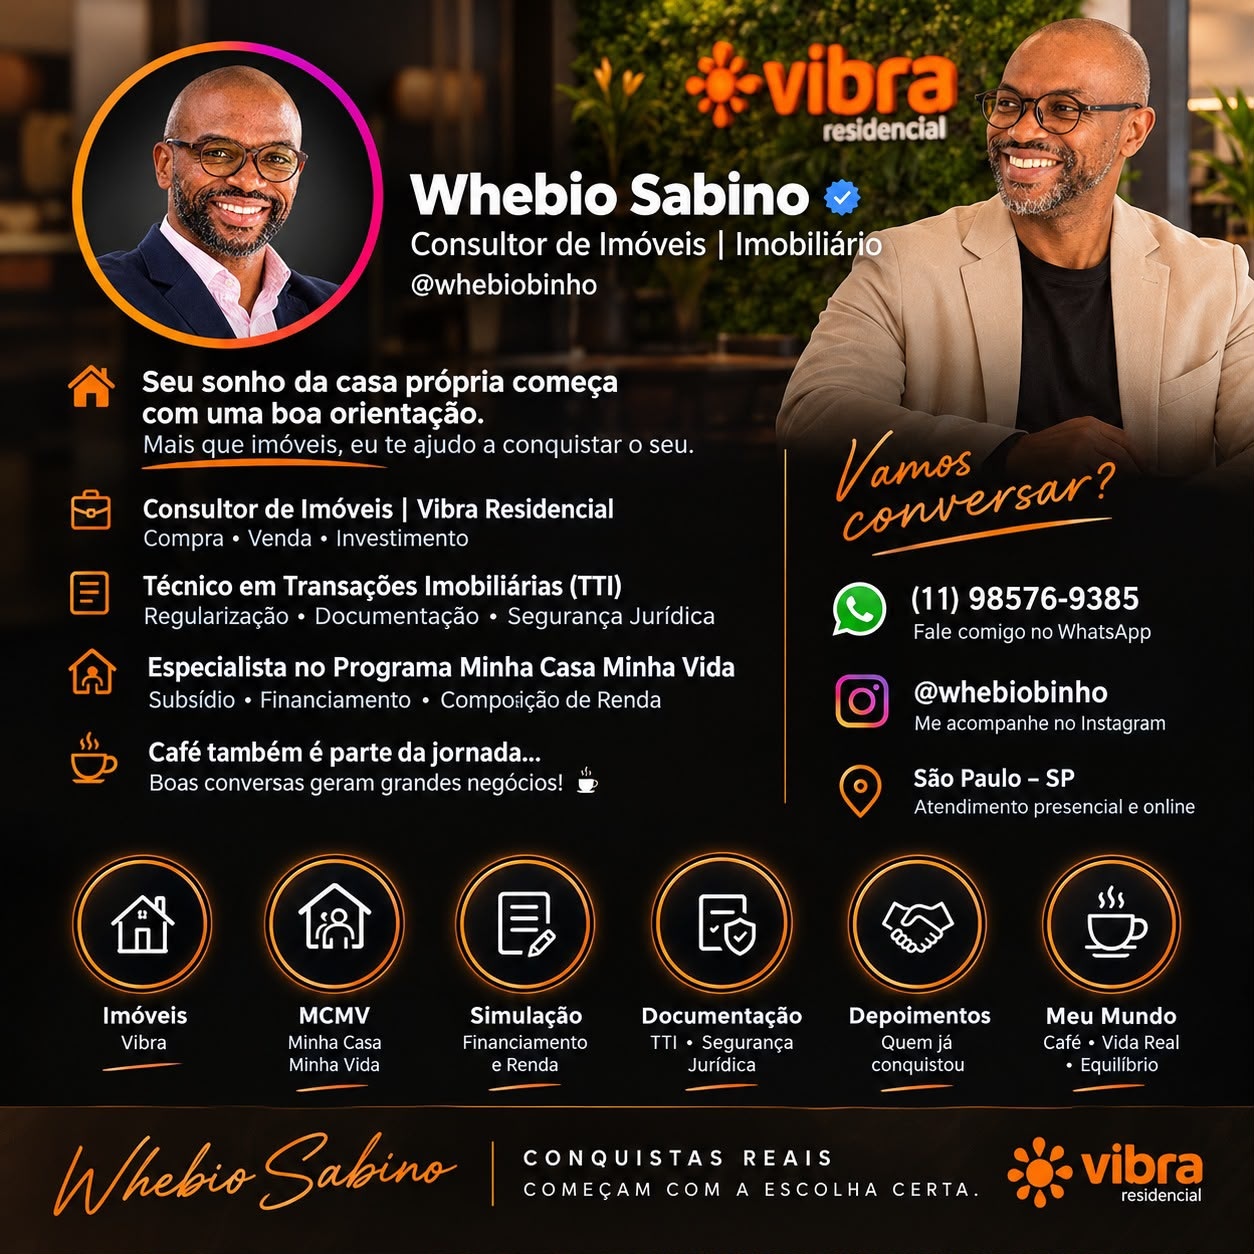 vibra
residencial
Whebio Sabino
Consultor de Imóveis | Imobiliário
@whebiobinho
Seu sonho da casa própria começa
com uma boa orientação.
Mais que imóveis, eu te ajudo a conquistar o seu.
Consultor de Imóveis | Vibra Residencial
Compra • Venda • Investimento
Técnico em Transações Imobiliárias (TTI)
Regularização • Documentação • Segurança Jurídica
Especialista no Programa Minha Casa Minha Vida
Subsídio • Financiamento • Composição de Renda
Café também é parte da jornada...
Boas conversas geram grandes negócios!
Vamos
conversar?
(11) 98576-9385
Fale comigo no WhatsApp
@whebiobinho
Me acompanhe no Instagram
São Paulo – SP
Atendimento presencial e online
Imóveis
Vibra
MCMV
Minha Casa
Minha Vida
Simulação
Financiamento
e Renda
Documentação
TTI • Segurança
Jurídica
Depoimentos
Quem já
conquistou
Meu Mundo
Café • Vida Real
• Equilíbrio
Whebio Sabino
CONQUISTAS REAIS
COMEÇAM COM A ESCOLHA CERTA.
vibra
residencial